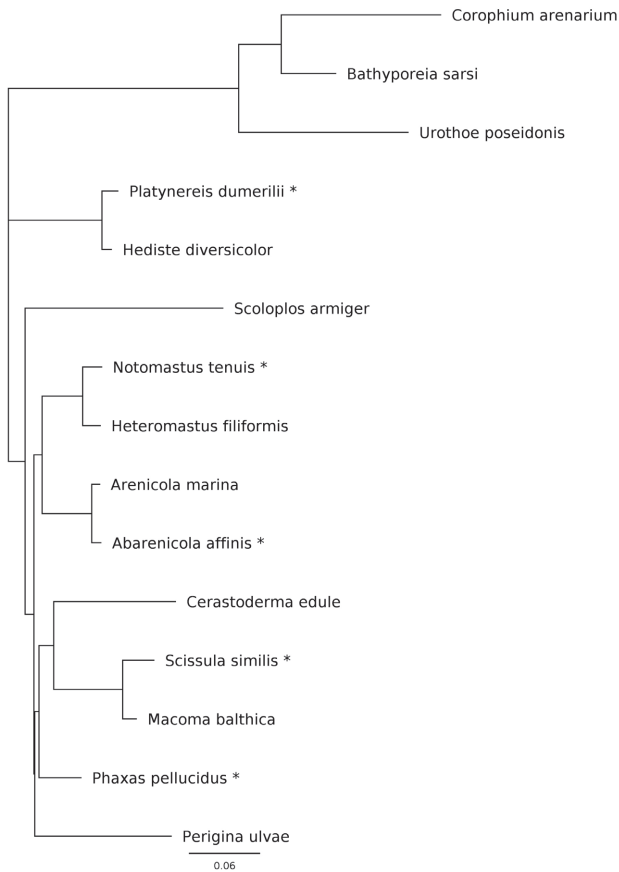 Corophium arenarium
Bathyporeia sarsi
Urothoe poseidonis
Platynereis dumerilii *
Hediste diversicolor
Scoloplos armiger
Notomastus tenuis *
Heteromastus filiformis
Arenicola marina
Abarenicola affinis *
Cerastoderma edule
Scissula similis *
Macoma balthica
Phaxas pellucidus *
Perigina ulvae
0.06